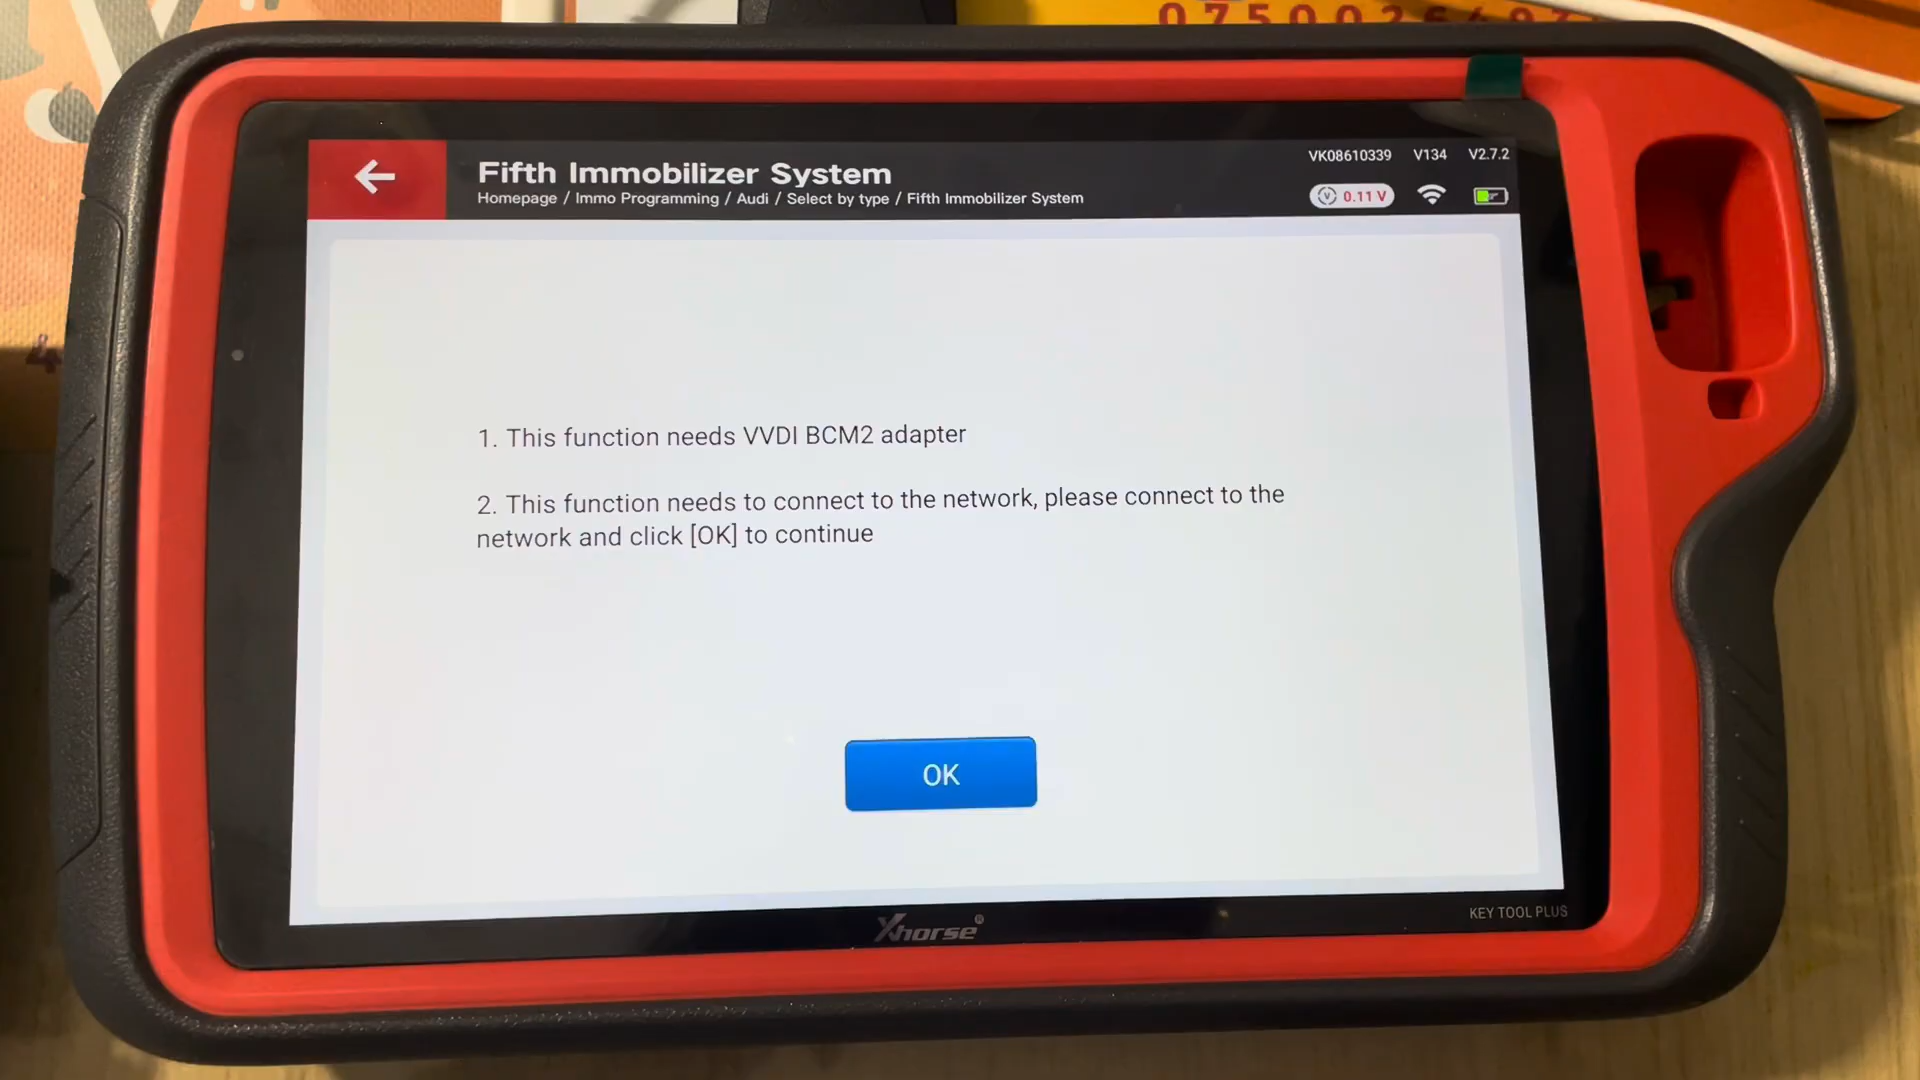 VK08610339 V134 V2.7.2
Fifth Immobilizer System
Homepage / Immo Programming / Audi / Select by type / Fifth Immobilizer System
0.11 V
1. This function needs VVDI BCM2 adapter
2. This function needs to connect to the network, please connect to the
network and click [OK] to continue
OK
KEY TOOL PLUS
Xhorse®
4